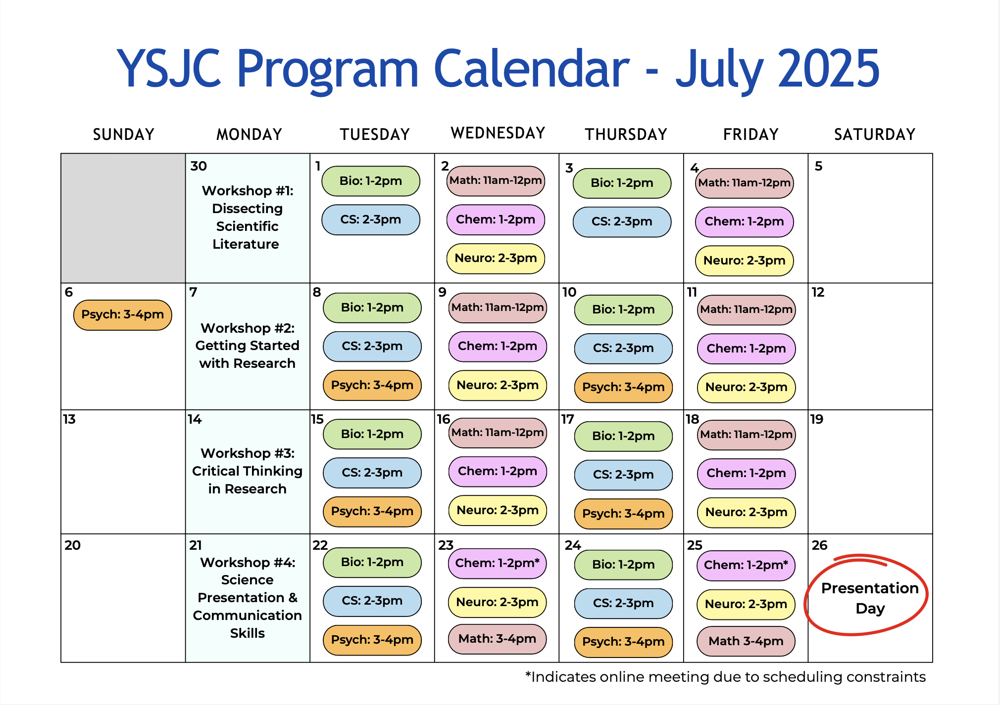 YSJC Program Calendar - July 2025
SUNDAY
MONDAY
TUESDAY
WEDNESDAY
THURSDAY
FRIDAY
SATURDAY
30
Workshop #1:
Dissecting
Scientific
Literature
1
Bio: 1-2pm
CS: 2-3pm
2
Math: 11am-12pm
Chem: 1-2pm
Neuro: 2-3pm
3
Bio: 1-2pm
CS: 2-3pm
4
Math: 11am-12pm
Chem: 1-2pm
Neuro: 2-3pm
5
6
Psych: 3-4pm
7
Workshop #2:
Getting Started
with Research
8
Bio: 1-2pm
CS: 2-3pm
Psych: 3-4pm
9
Math: 11am-12pm
Chem: 1-2pm
Neuro: 2-3pm
10
Bio: 1-2pm
CS: 2-3pm
Psych: 3-4pm
11
Math: 11am-12pm
Chem: 1-2pm
Neuro: 2-3pm
12
13
14
Workshop #3:
Critical Thinking
in Research
15
Bio: 1-2pm
CS: 2-3pm
Psych: 3-4pm
16
Math: 11am-12pm
Chem: 1-2pm
Neuro: 2-3pm
17
Bio: 1-2pm
CS: 2-3pm
Psych: 3-4pm
18
Math: 11am-12pm
Chem: 1-2pm
Neuro: 2-3pm
19
20
21
Workshop #4:
Science
Presentation &
Communication
Skills
22
Bio: 1-2pm
CS: 2-3pm
Psych: 3-4pm
23
Chem: 1-2pm*
Neuro: 2-3pm
Math: 3-4pm
24
Bio: 1-2pm
CS: 2-3pm
Psych: 3-4pm
25
Chem: 1-2pm*
Neuro: 2-3pm
Math 3-4pm
26
Presentation
Day
*Indicates online meeting due to scheduling constraints